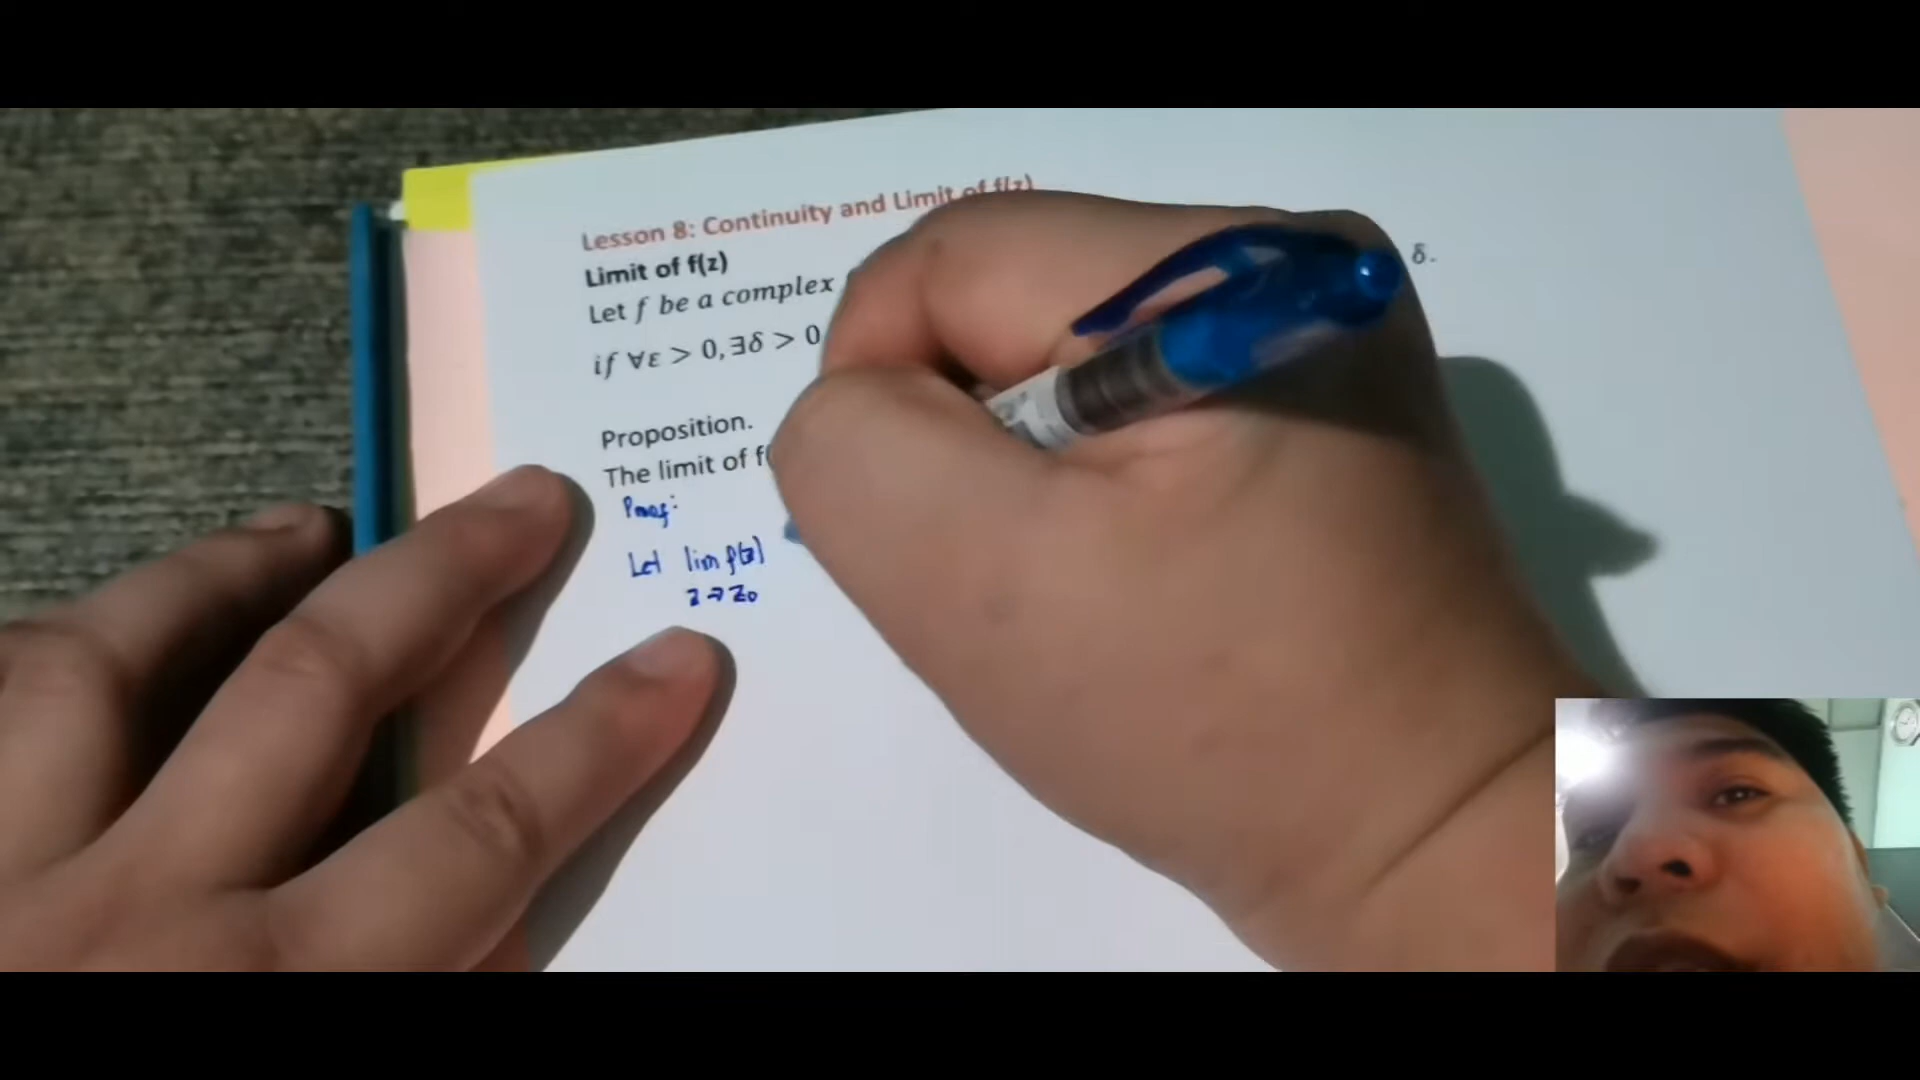 Lesson 8: Continuity and Limit of f(z)
Limit of f(z)
Let f be a complex
δ.
if ∀ε > 0, ∃δ > 0
Proposition.
The limit of f(
Proof:
Let lim f(z)
z→z₀